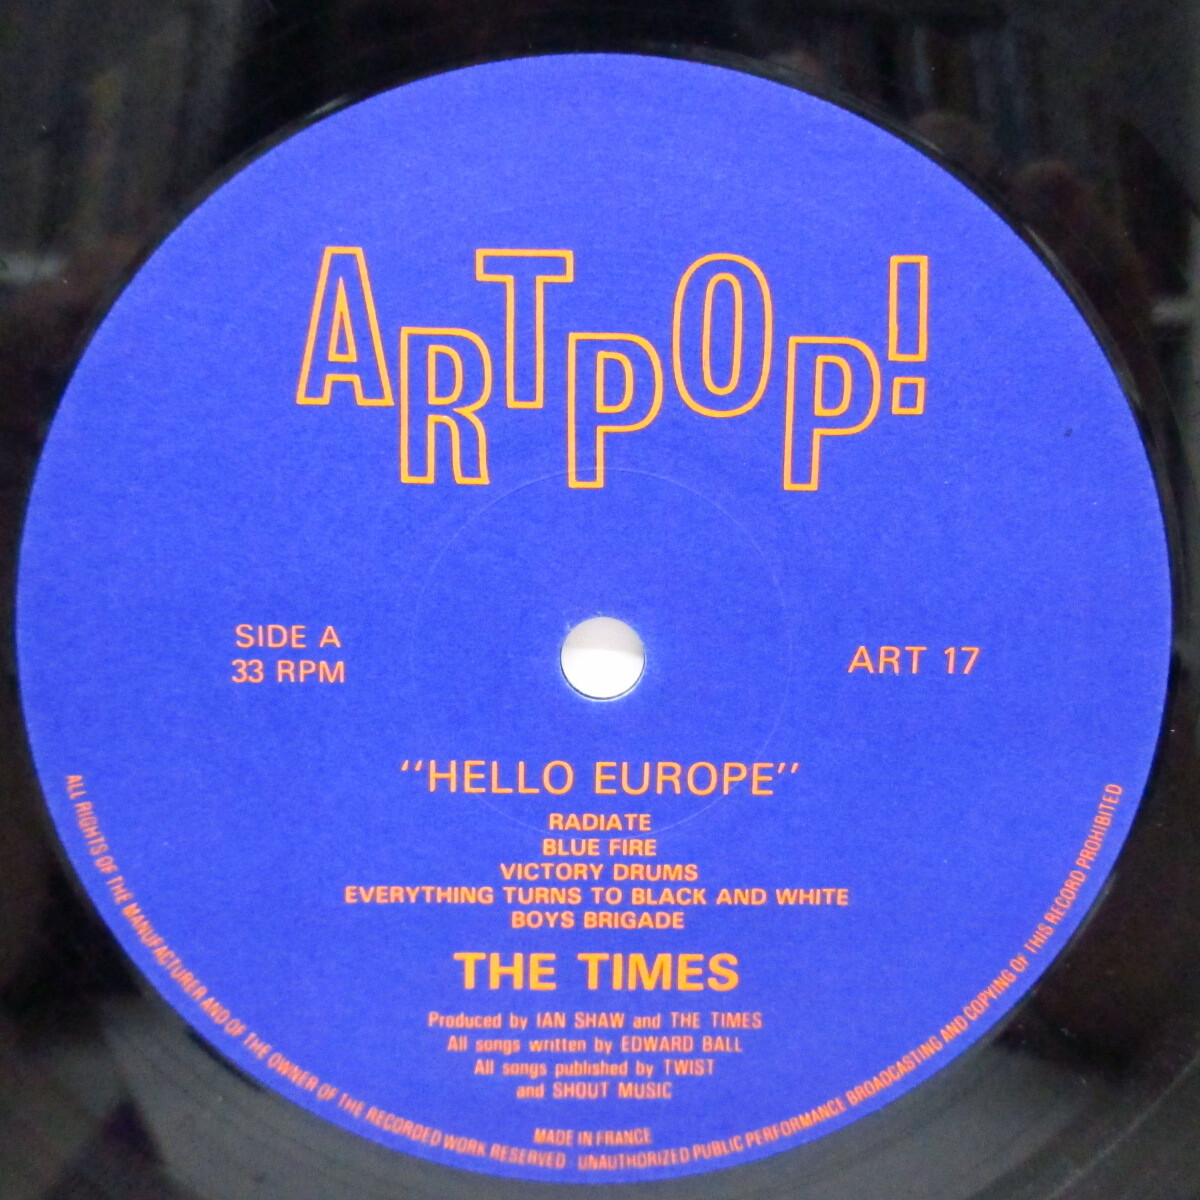 ARTPOP!
SIDE A
33 RPM
ART 17
"HELLO EUROPE"
RADIATE
BLUE FIRE
VICTORY DRUMS
EVERYTHING TURNS TO BLACK AND WHITE
BOYS BRIGADE
THE TIMES
Produced by IAN SHAW and THE TIMES
All songs written by EDWARD BALL
All songs published by TWIST
and SHOUT MUSIC
MADE IN FRANCE
ALL RIGHTS OF THE MANUFACTURER AND OF THE OWNER OF THE RECORDED WORK RESERVED · UNAUTHORIZED PUBLIC PERFORMANCE BROADCASTING AND COPYING OF THIS RECORD PROHIBITED